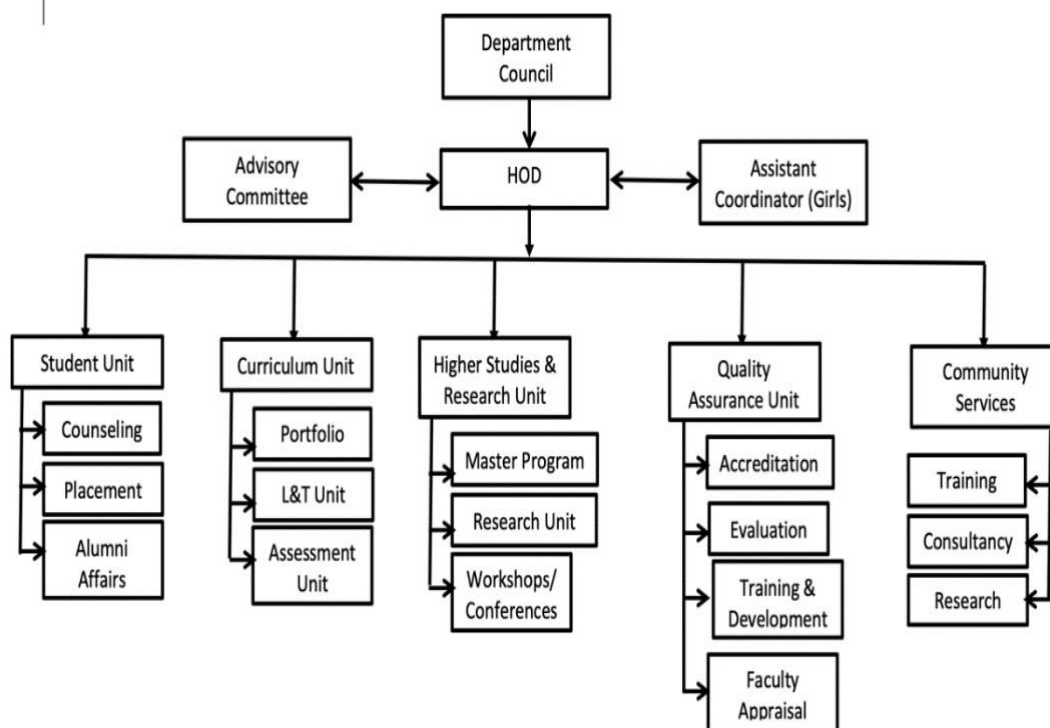 Department
Council
Advisory
Committee
HOD
Assistant
Coordinator (Girls)
Student Unit
Counseling
Placement
Alumni
Affairs
Curriculum Unit
Portfolio
L&T Unit
Assessment
Unit
Higher Studies &
Research Unit
Master Program
Research Unit
Workshops/
Conferences
Quality
Assurance Unit
Accreditation
Evaluation
Training &
Development
Faculty
Appraisal
Community
Services
Training
Consultancy
Research